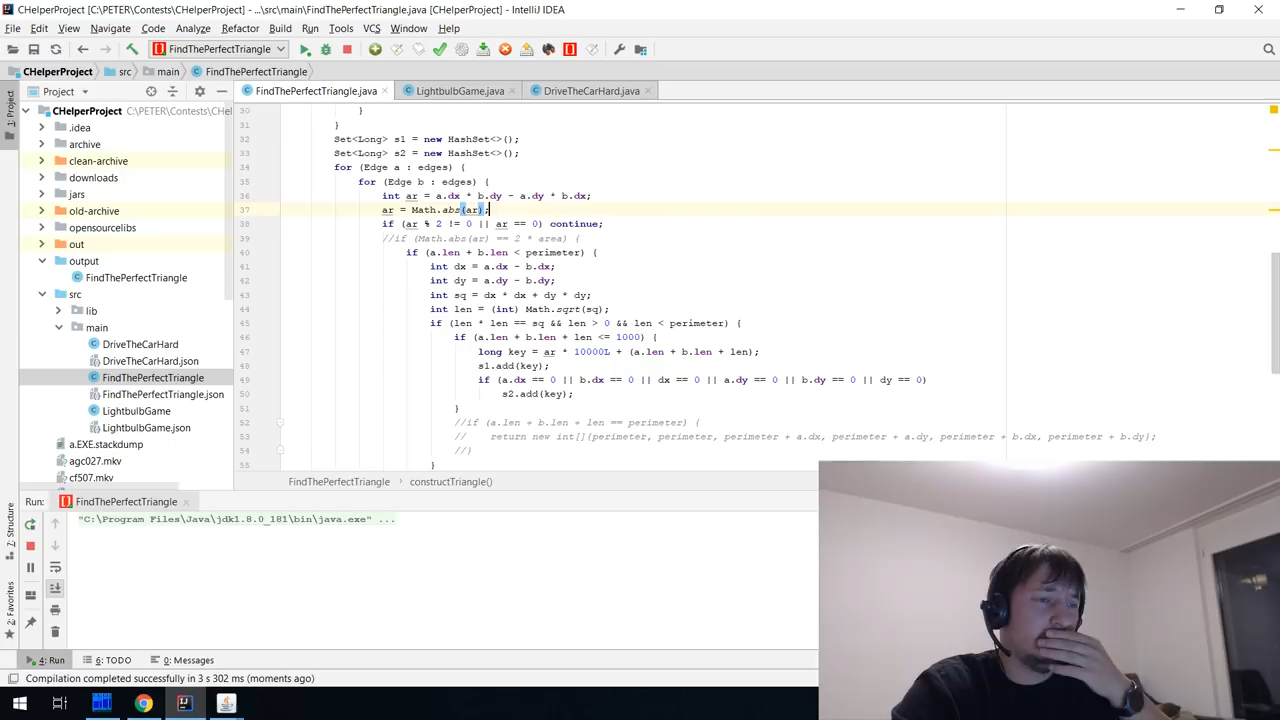 CHelperProject [C:\PETER\Contests\CHelperProject] - ...\src\main\FindThePerfectTriangle.java [CHelperProject] - IntelliJ IDEA
File Edit View Navigate Code Analyze Refactor Build Run Tools VCS Window Help
FindThePerfectTriangle
CHelperProject src main FindThePerfectTriangle
1: Project
Project
FindThePerfectTriangle.java LightbulbGame.java DriveTheCarHard.java
CHelperProject C:\PETER\Contests\CHel
.idea
archive
clean-archive
downloads
jars
old-archive
opensourcelibs
out
output
FindThePerfectTriangle
src
lib
main
DriveTheCarHard
DriveTheCarHard.json
FindThePerfectTriangle
FindThePerfectTriangle.json
LightbulbGame
LightbulbGame.json
a.EXE.stackdump
agc027.mkv
cf507.mkv
30 }
31 }
32 Set<Long> s1 = new HashSet<>();
33 Set<Long> s2 = new HashSet<>();
34 for (Edge a : edges) {
35 for (Edge b : edges) {
36 int ar = a.dx * b.dy - a.dy * b.dx;
37 ar = Math.abs(ar);
38 if (ar % 2 != 0 || ar == 0) continue;
39 //if (Math.abs(ar) == 2 * area) {
40 if (a.len + b.len < perimeter) {
41 int dx = a.dx - b.dx;
42 int dy = a.dy - b.dy;
43 int sq = dx * dx + dy * dy;
44 int len = (int) Math.sqrt(sq);
45 if (len * len == sq && len > 0 && len < perimeter) {
46 if (a.len + b.len + len <= 1000) {
47 long key = ar * 10000L + (a.len + b.len + len);
48 s1.add(key);
49 if (a.dx == 0 || b.dx == 0 || dx == 0 || a.dy == 0 || b.dy == 0 || dy == 0)
50 s2.add(key);
51 }
52 //if (a.len + b.len + len == perimeter) {
53 // return new int[]{perimeter, perimeter, perimeter + a.dx, perimeter + a.dy, perimeter + b.dx, perimeter + b.dy};
54 //}
55 }
FindThePerfectTriangle constructTriangle()
Run: FindThePerfectTriangle
"C:\Program Files\Java\jdk1.8.0_181\bin\java.exe" ...
7: Structure
2: Favorites
4: Run 6: TODO 0: Messages
Compilation completed successfully in 3 s 302 ms (moments ago)